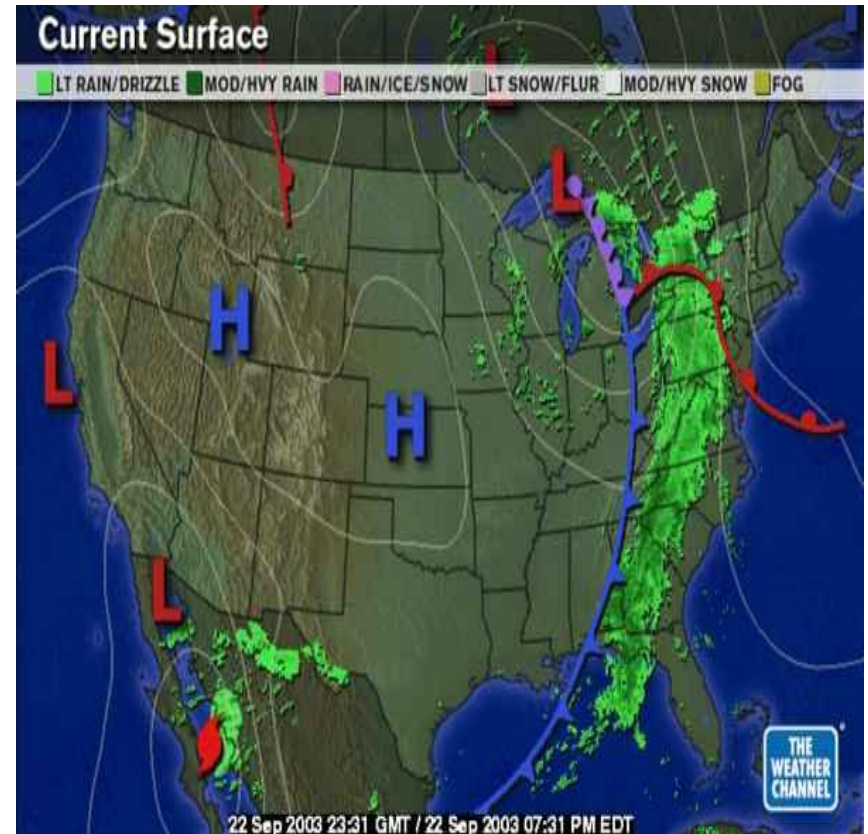 Current Surface
LT RAIN/DRIZZLE MOD/HVY RAIN RAIN/ICE/SNOW LT SNOW/FLUR MOD/HVY SNOW FOG
L
L
H
L
H
L
THE
WEATHER
CHANNEL
22 Sep 2003 23:31 GMT / 22 Sep 2003 07:31 PM EDT